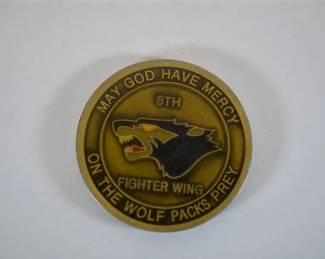 MAY GOD HAVE MERCY
8TH
FIGHTER WING
ON THE WOLF PACKS PREY